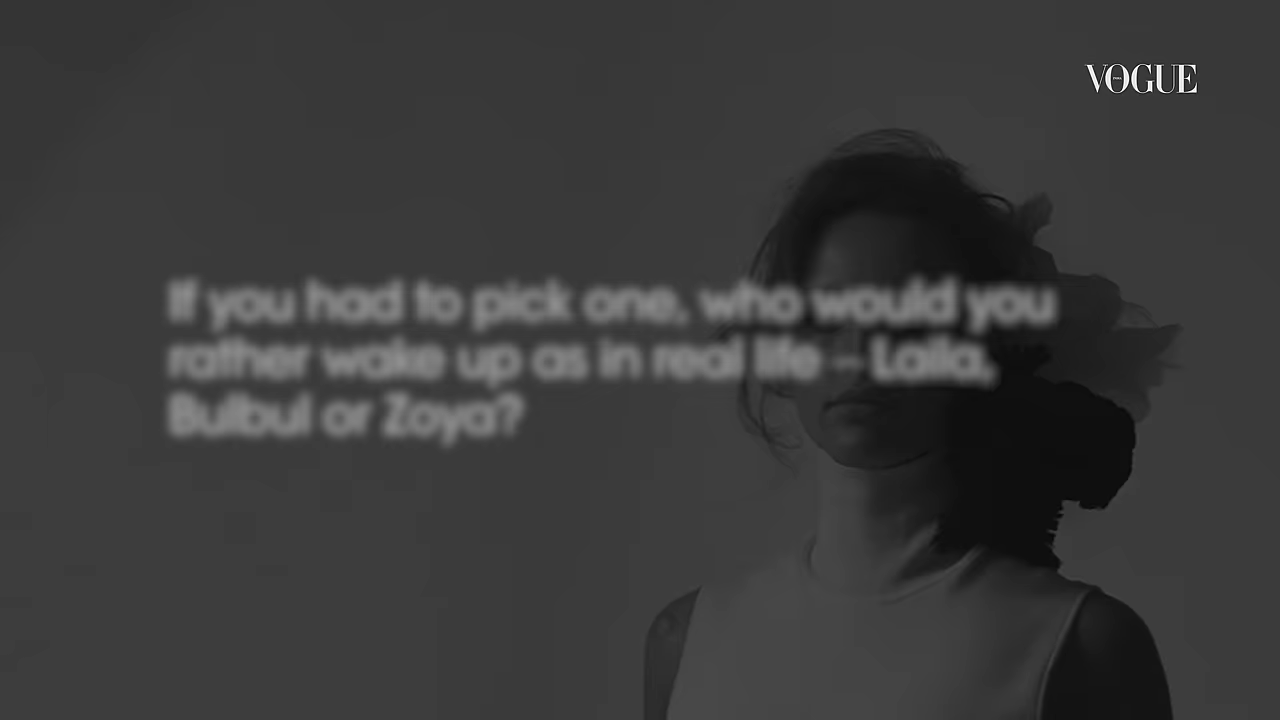 VOGUE
If you had to pick one, who would you
rather wake up as in real life – Laila,
Bulbul or Zoya?